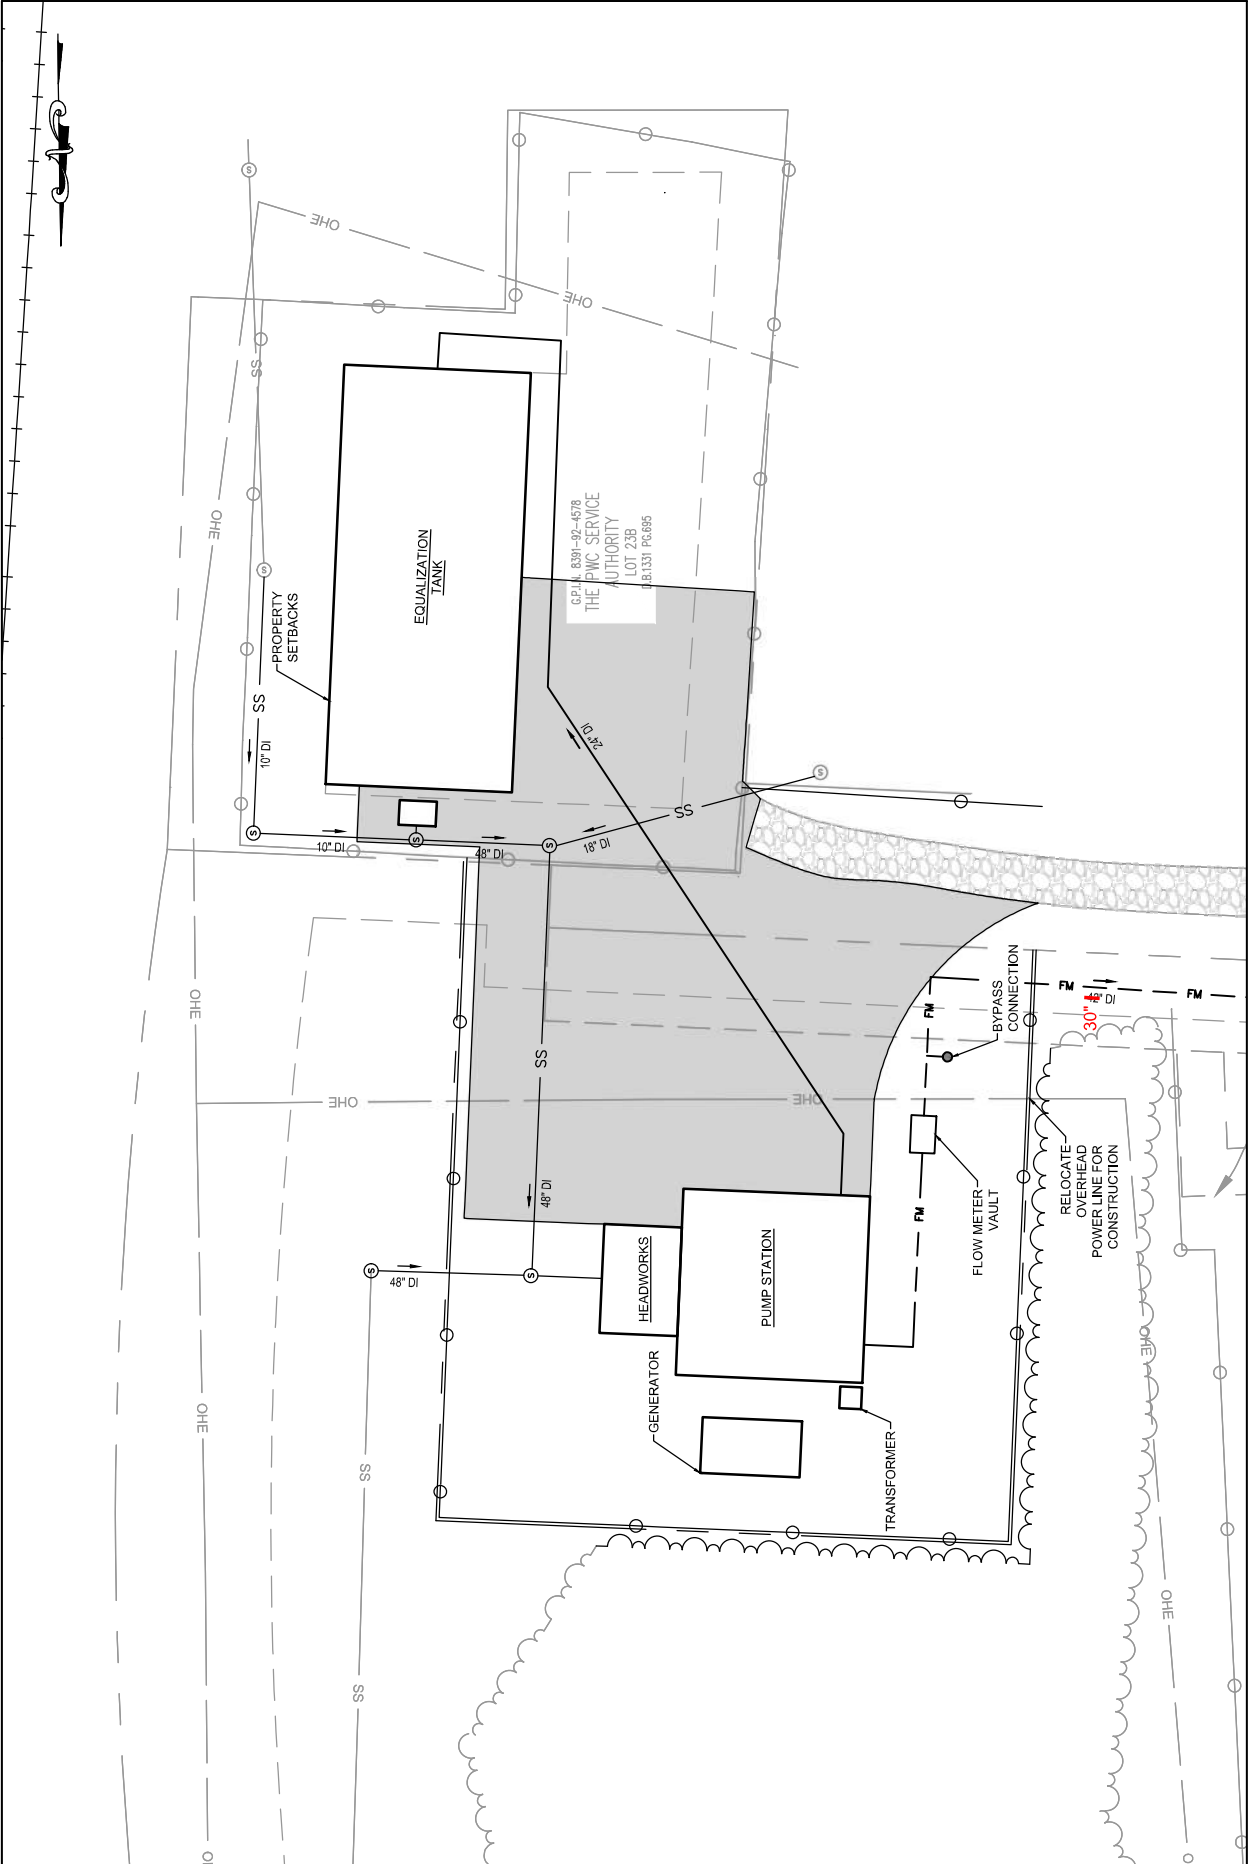 OHE
OHE
S
SS
S
OHE
G.P.I.N. 8391-92-4578
THE PWC SERVICE
AUTHORITY
LOT 23B
D.B.1331 PG.695
EQUALIZATION
TANK
PROPERTY
SETBACKS
SS
10" DI
24" DI
S
SS
S
10" DI
S
48" DI
S
18" DI
OHE
BYPASS
CONNECTION
FM
FM
30"
DI
FM
SS
OHE
OHE
48" DI
RELOCATE
OVERHEAD
POWER LINE FOR
CONSTRUCTION
FLOW METER
VAULT
FM
S
48" DI
S
HEADWORKS
PUMP STATION
OHE
OHE
GENERATOR
TRANSFORMER
SS
OHE
SS